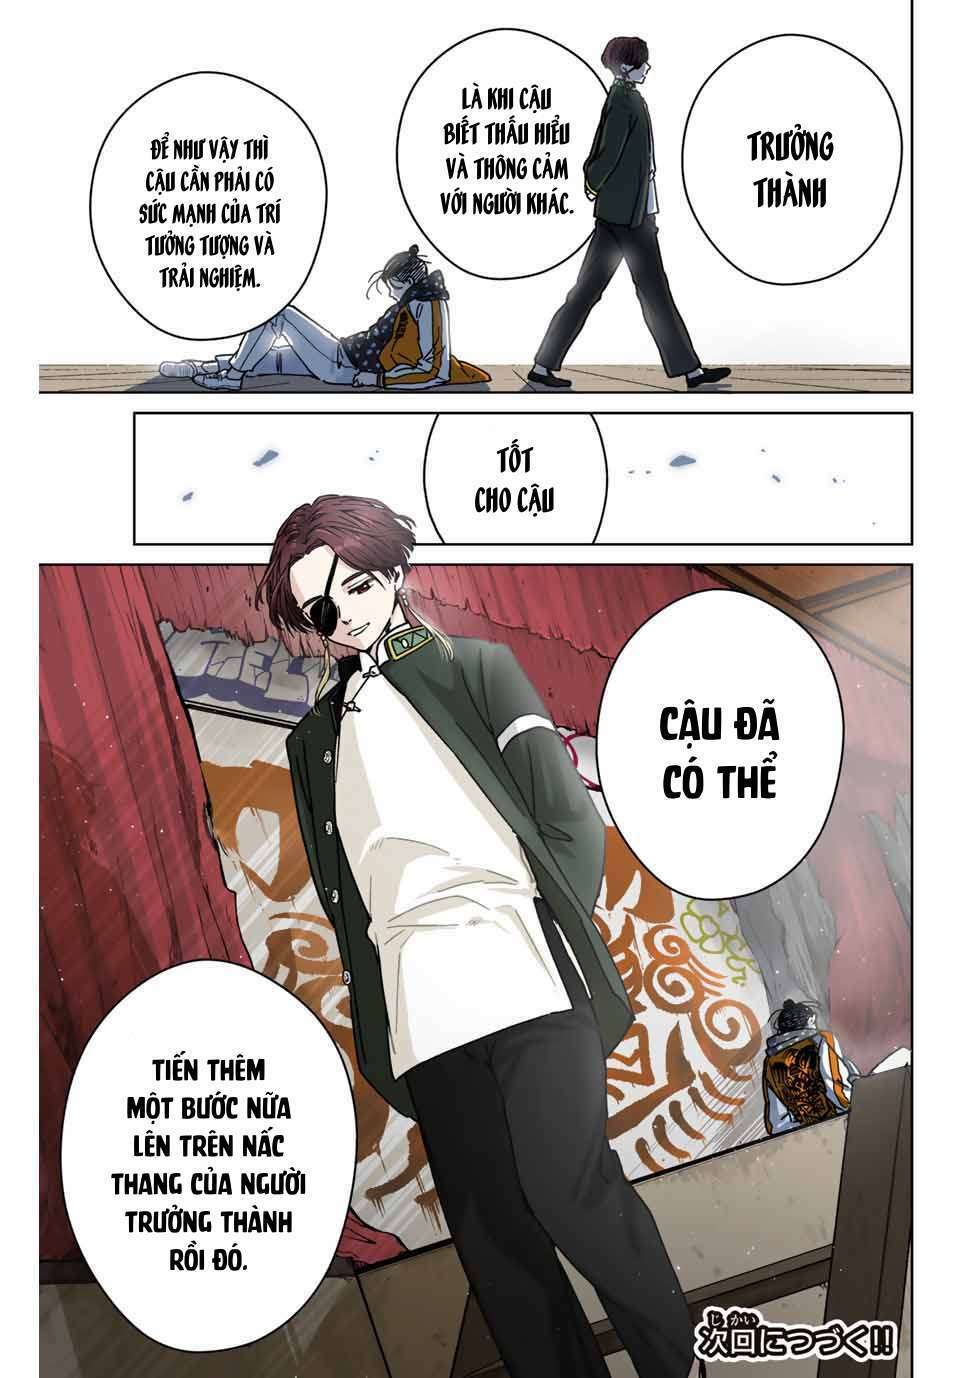 TRƯỞNG
THÀNH
LÀ KHI CẬU
BIẾT THẤU HIỂU
VÀ THÔNG CẢM
VỚI NGƯỜI KHÁC.
ĐỂ NHƯ VẬY THÌ
CẬU CẦN PHẢI CÓ
SỨC MẠNH CỦA TRÍ
TƯỞNG TƯỢNG VÀ
TRẢI NGHIỆM.
TỐT
CHO CẬU
CẬU ĐÃ
CÓ THỂ
TIẾN THÊM
MỘT BƯỚC NỮA
LÊN TRÊN NẤC
THANG CỦA NGƯỜI
TRƯỞNG THÀNH
RỒI ĐÓ.
じかい
次回につづく!!